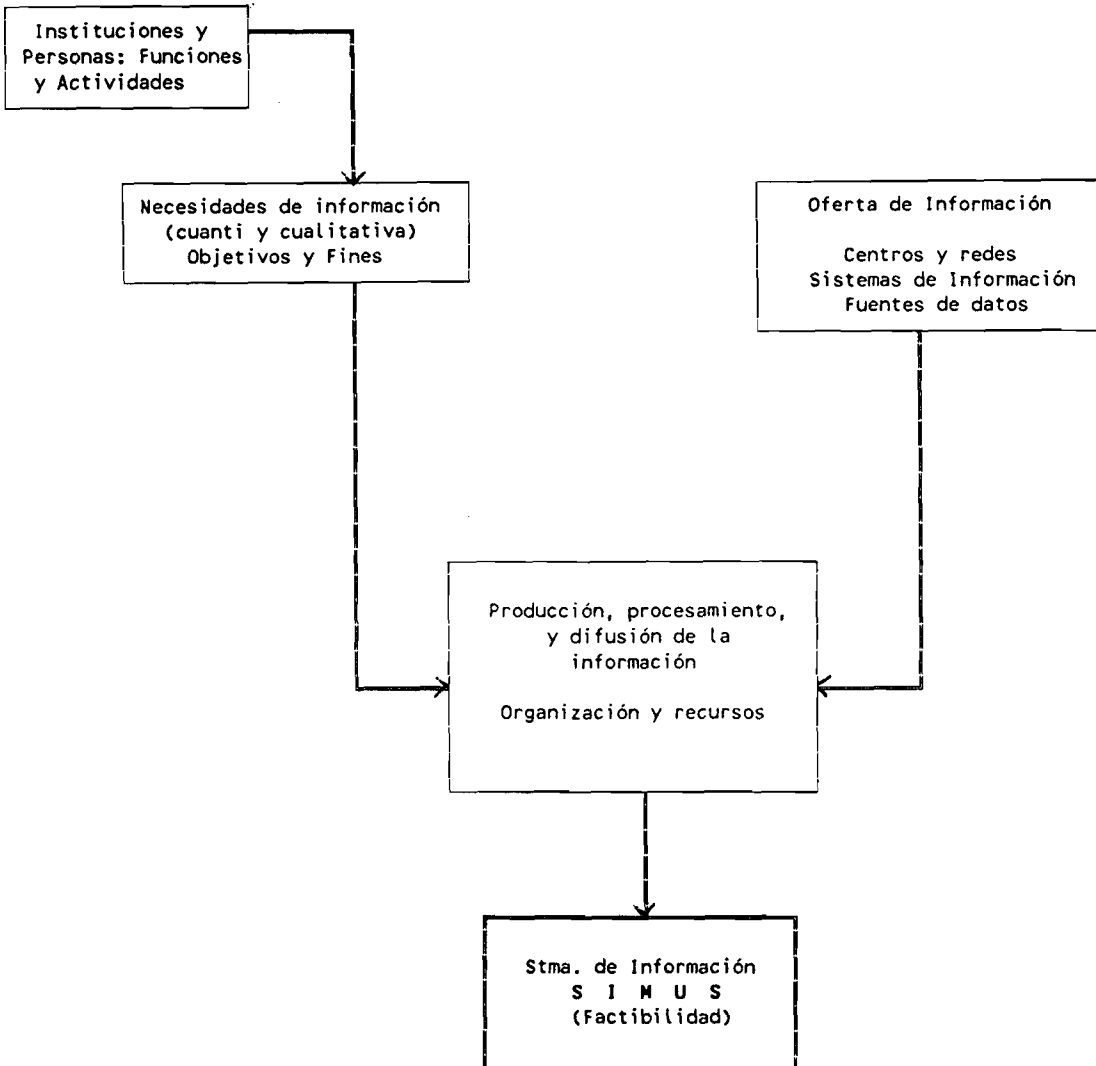 Instituciones y
Personas: Funciones
y Actividades
Necesidades de información
(cuanti y cualitativa)
Objetivos y Fines
Oferta de Información
Centros y redes
Sistemas de Información
Fuentes de datos
Producción, procesamiento,
y difusión de la
información
Organización y recursos
Stma. de Información
S I M U S
(Factibilidad)